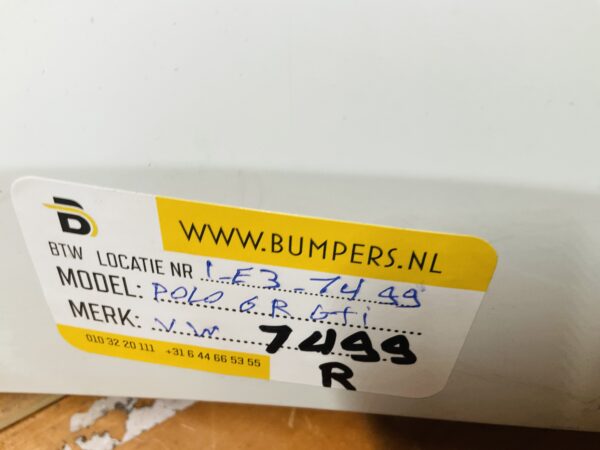 WWW.BUMPERS.NL
BTW LOCATIE NR 1-E3-7499
MODEL: POLO 6 R GTI
MERK: V.W 7499
R
010 32 20 111 +31 6 44 66 53 55